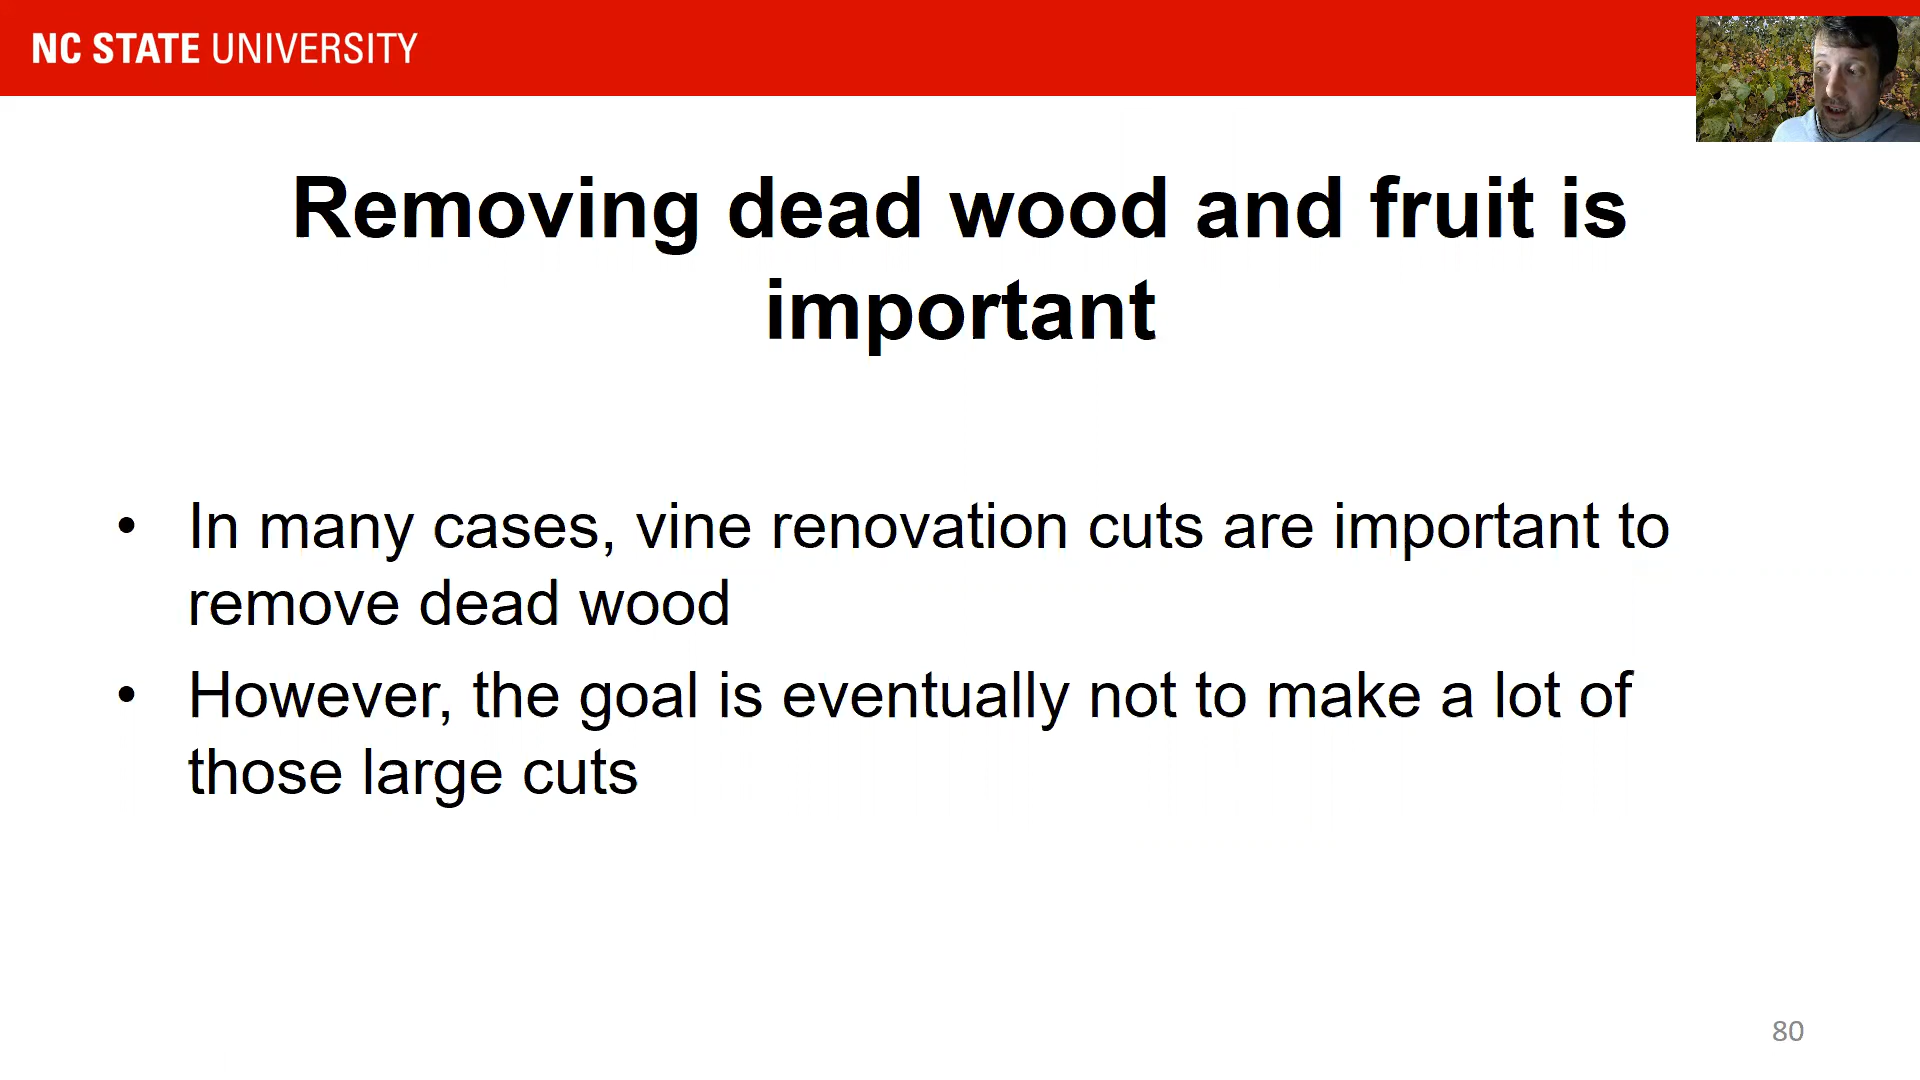 NC STATE UNIVERSITY
Removing dead wood and fruit is
important
• In many cases, vine renovation cuts are important to
remove dead wood
• However, the goal is eventually not to make a lot of
those large cuts
80